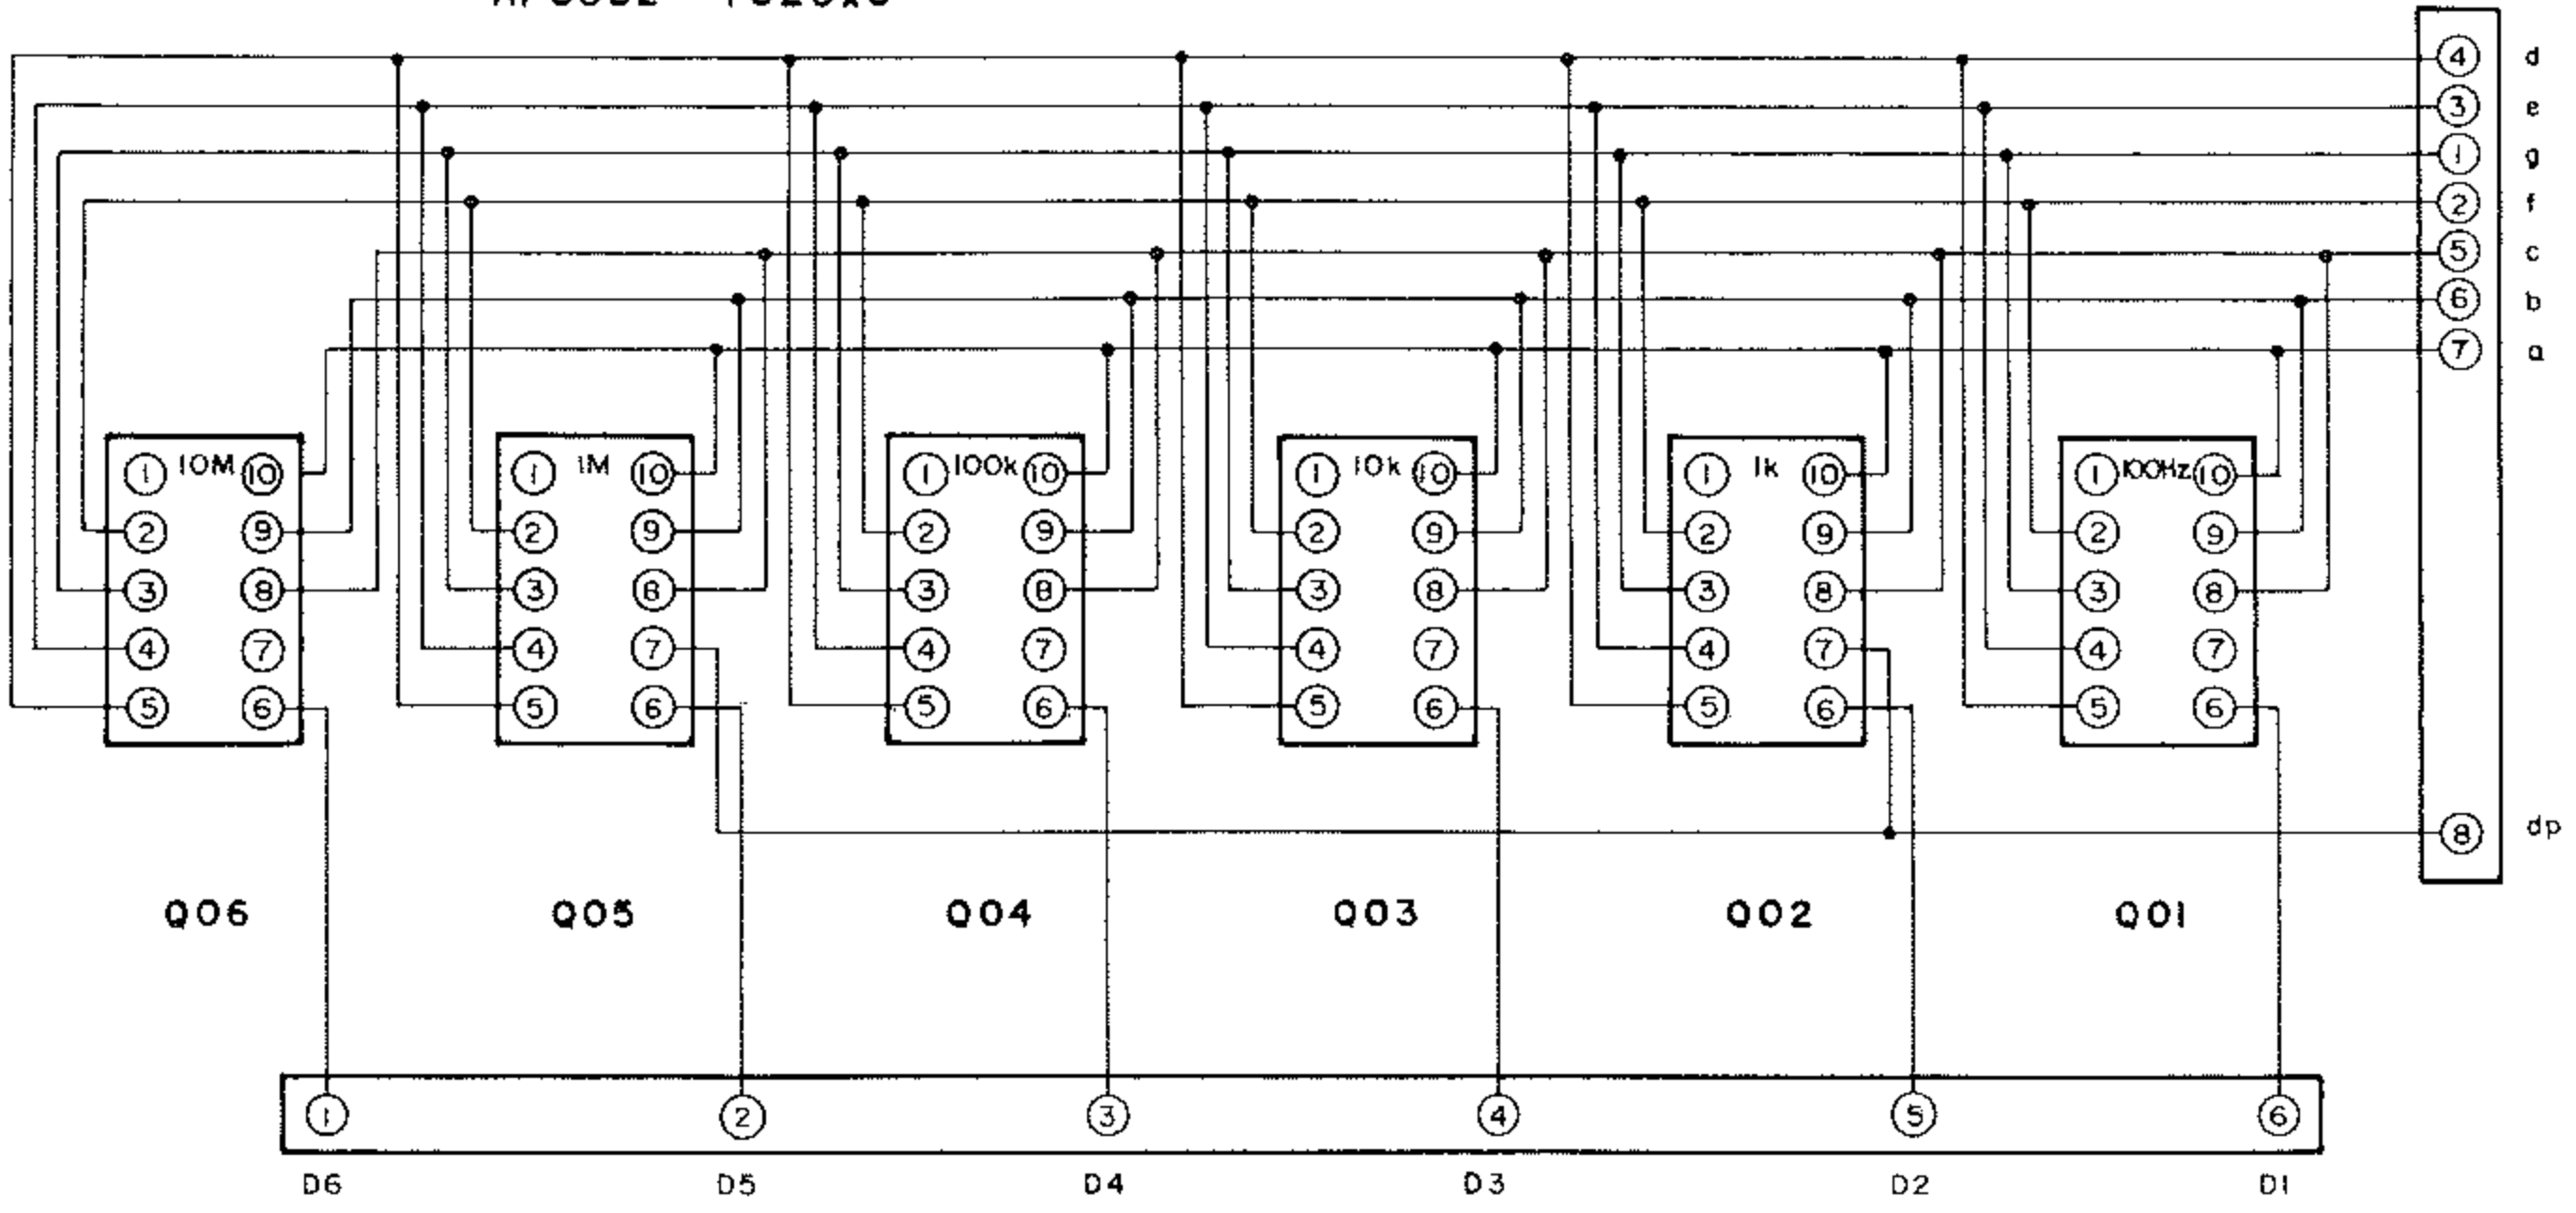 ④ d
③ e
① g
② f
⑤ c
⑥ b
⑦ a
① 10M ⑩ ① 1M ⑩ ① 100k ⑩ ① 10k ⑩ ① 1k ⑩ ① 100Hz ⑩
② ⑨ ② ⑨ ② ⑨ ② ⑨ ② ⑨ ② ⑨
③ ⑧ ③ ⑧ ③ ⑧ ③ ⑧ ③ ⑧ ③ ⑧
④ ⑦ ④ ⑦ ④ ⑦ ④ ⑦ ④ ⑦ ④ ⑦
⑤ ⑥ ⑤ ⑥ ⑤ ⑥ ⑤ ⑥ ⑤ ⑥ ⑤ ⑥
⑧ dp
Q06 Q05 Q04 Q03 Q02 Q01
① ② ③ ④ ⑤ ⑥
D6 D5 D4 D3 D2 D1